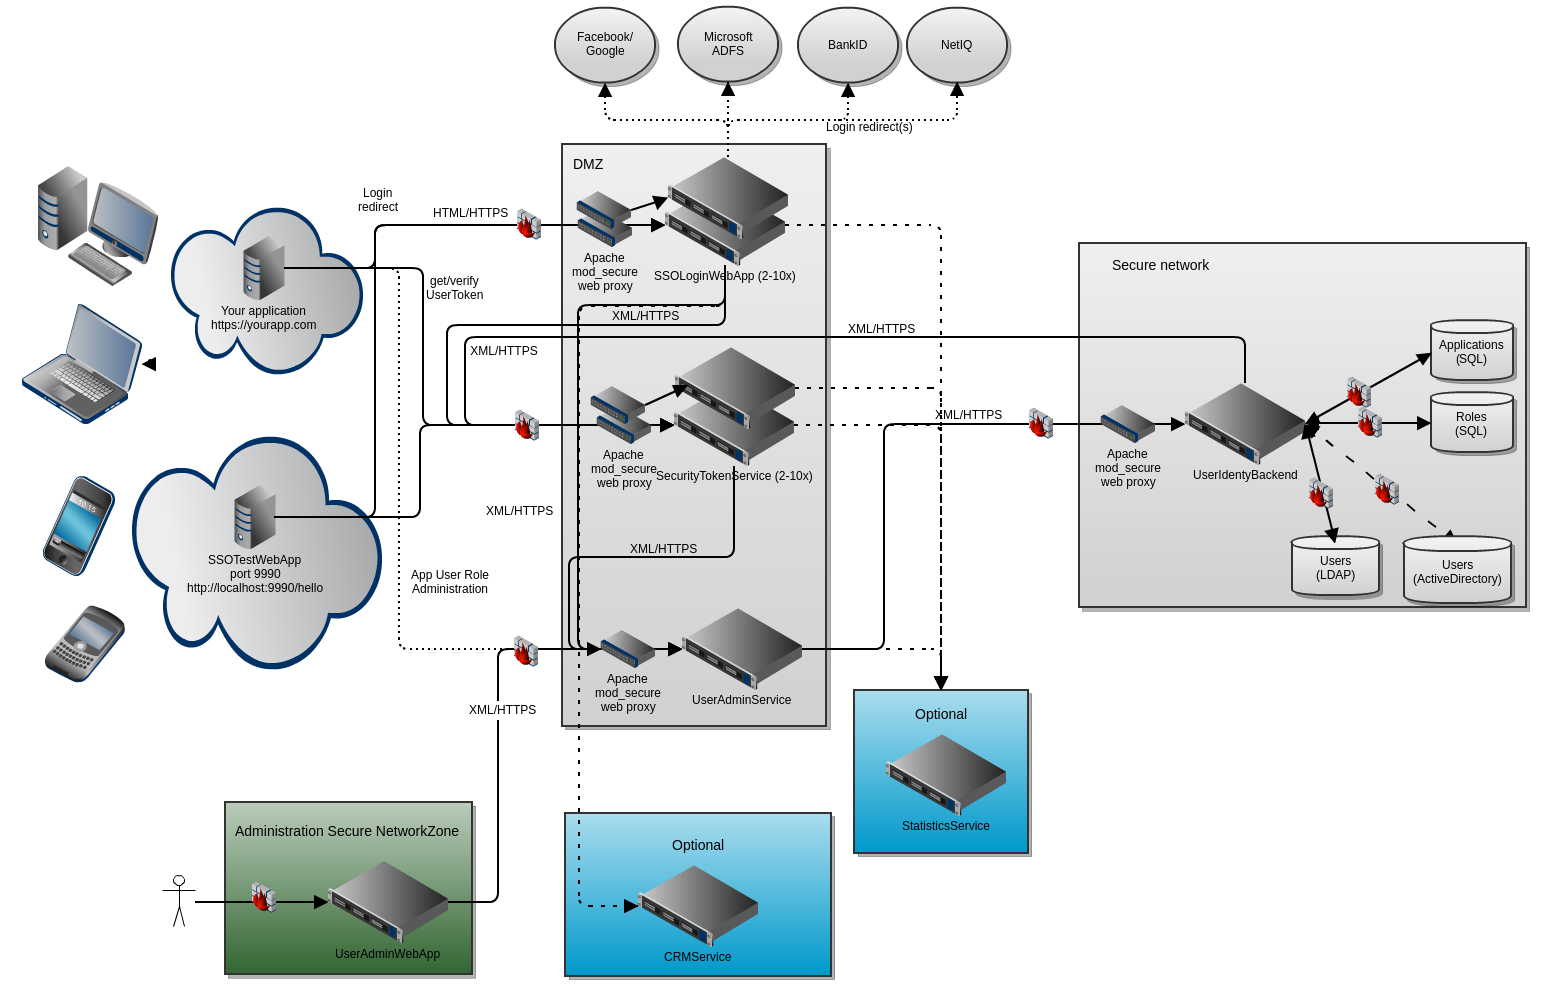 Facebook/
Google
Microsoft
ADFS
BankID
NetIQ
Login redirect(s)
DMZ
Login
redirect
HTML/HTTPS
Apache
mod_secure
web proxy
SSOLoginWebApp (2-10x)
Secure network
get/verify
UserToken
Your application
https://yourapp.com
XML/HTTPS
XML/HTTPS
XML/HTTPS
Applications
(SQL)
Roles
(SQL)
XML/HTTPS
Apache
mod_secure
web proxy
SecurityTokenService (2-10x)
Apache
mod_secure
web proxy
UserIdentyBackend
10:15
XML/HTTPS
XML/HTTPS
SSOTestWebApp
port 9990
http://localhost:9990/hello
App User Role
Administration
Users
(LDAP)
Users
(ActiveDirectory)
Apache
mod_secure
web proxy
UserAdminService
XML/HTTPS
Optional
StatisticsService
Administration Secure NetworkZone
UserAdminWebApp
Optional
CRMService